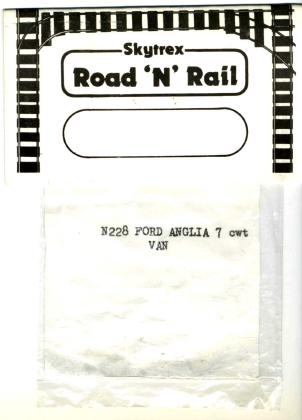 Skytrex
Road 'N' Rail
N228 FORD ANGLIA 7 cwt
VAN